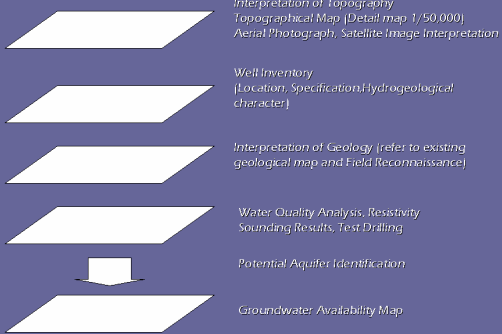 Interpretation of Topography
Topographical Map (Detail map 1/50,000)
Aerial Photograph, Satellite Image Interpretation
Well Inventory
(Location, Specification,Hydrogeological
character)
Interpretation of Geology (refer to existing
geological map and Field Reconnaissance)
Water Quality Analysis, Resistivity
Sounding Results, Test Drilling
Potential Aquifer Identification
Groundwater Availability Map